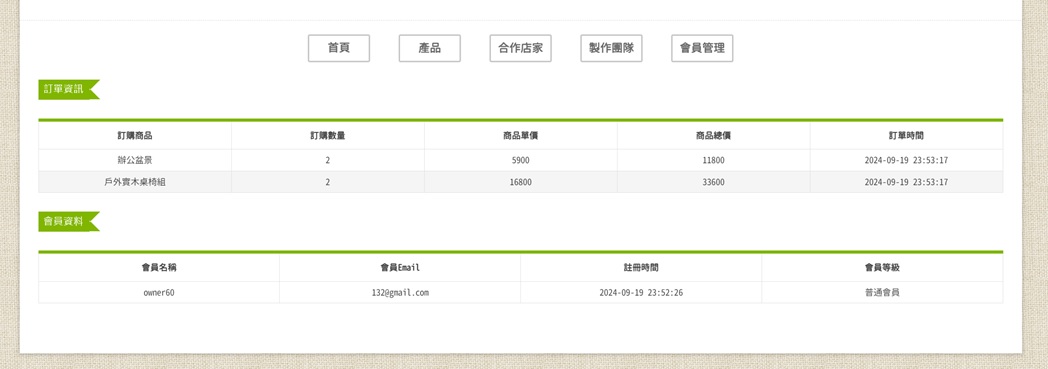 首頁 產品 合作店家 製作團隊 會員管理
訂單資訊
訂購商品 訂購數量 商品單價 商品總價 訂單時間
辦公盆景 2 5900 11800 2024-09-19 23:53:17
戶外實木桌椅組 2 16800 33600 2024-09-19 23:53:17
會員資料
會員名稱 會員Email 註冊時間 會員等級
owner60 132@gmail.com 2024-09-19 23:52:26 普通會員